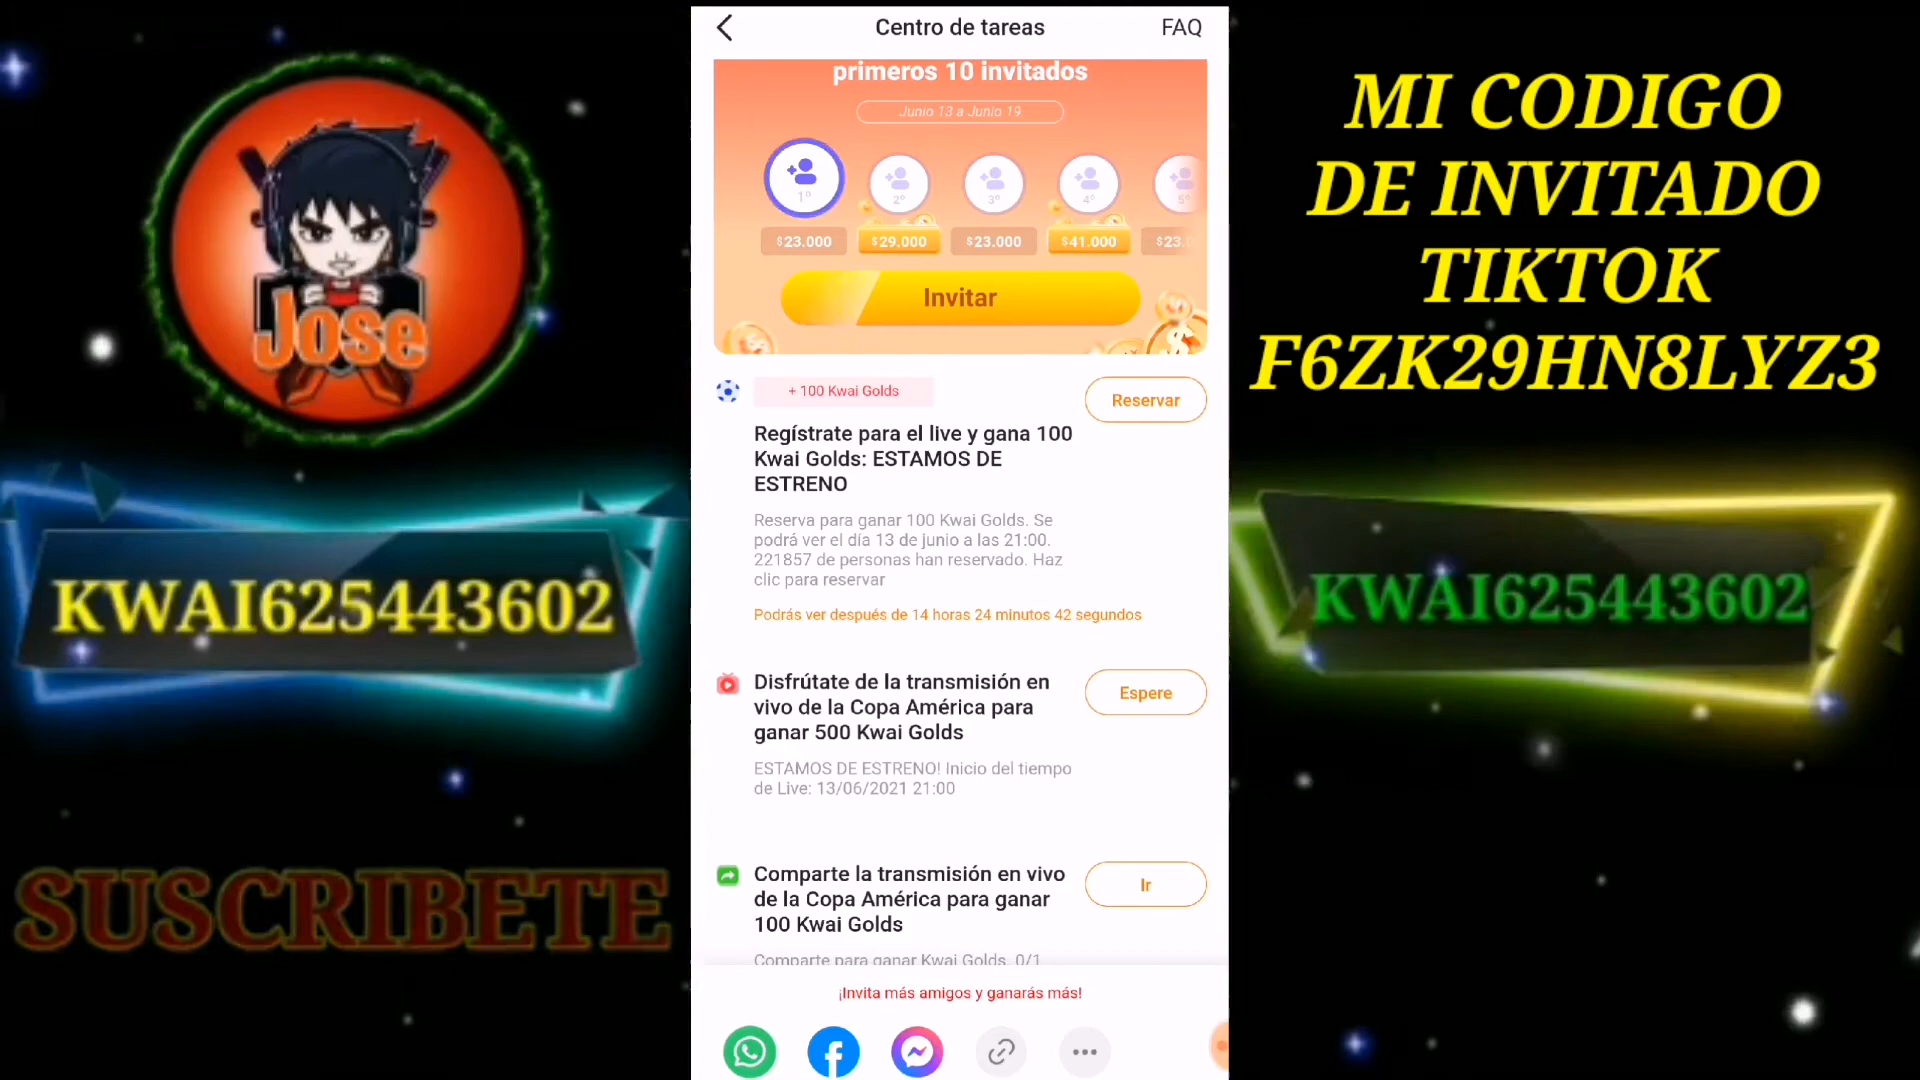 Centro de tareas
FAQ
primeros 10 invitados
Junio 13 a Junio 19
1º
2º
3º
4º
5º
$23.000
$29.000
$23.000
$41.000
Invitar
+ 100 Kwai Golds
Reservar
Regístrate para el live y gana 100
Kwai Golds: ESTAMOS DE
ESTRENO
Reserva para ganar 100 Kwai Golds. Se
podrá ver el día 13 de junio a las 21:00.
221857 de personas han reservado. Haz
clic para reservar
Podrás ver después de 14 horas 24 minutos 42 segundos
Disfrútate de la transmisión en
vivo de la Copa América para
ganar 500 Kwai Golds
Espere
ESTAMOS DE ESTRENO! Inicio del tiempo
de Live: 13/06/2021 21:00
Comparte la transmisión en vivo
de la Copa América para ganar
100 Kwai Golds
Ir
Comparte para ganar Kwai Golds. 0/1
¡Invita más amigos y ganarás más!
Jose
KWAI625443602
SUSCRIBETE
MI CODIGO
DE INVITADO
TIKTOK
F6ZK29HN8LYZ3
KWAI625443602